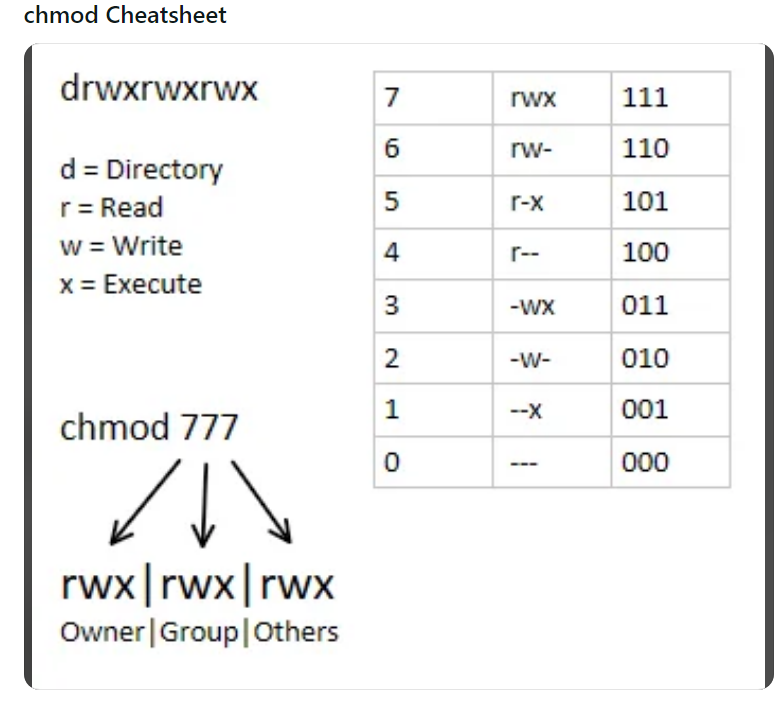 chmod Cheatsheet
drwxrwxrwx
d = Directory
r = Read
w = Write
x = Execute
chmod 777
rwx|rwx|rwx
Owner|Group|Others
7 rwx 111
6 rw- 110
5 r-x 101
4 r-- 100
3 -wx 011
2 -w- 010
1 --x 001
0 --- 000